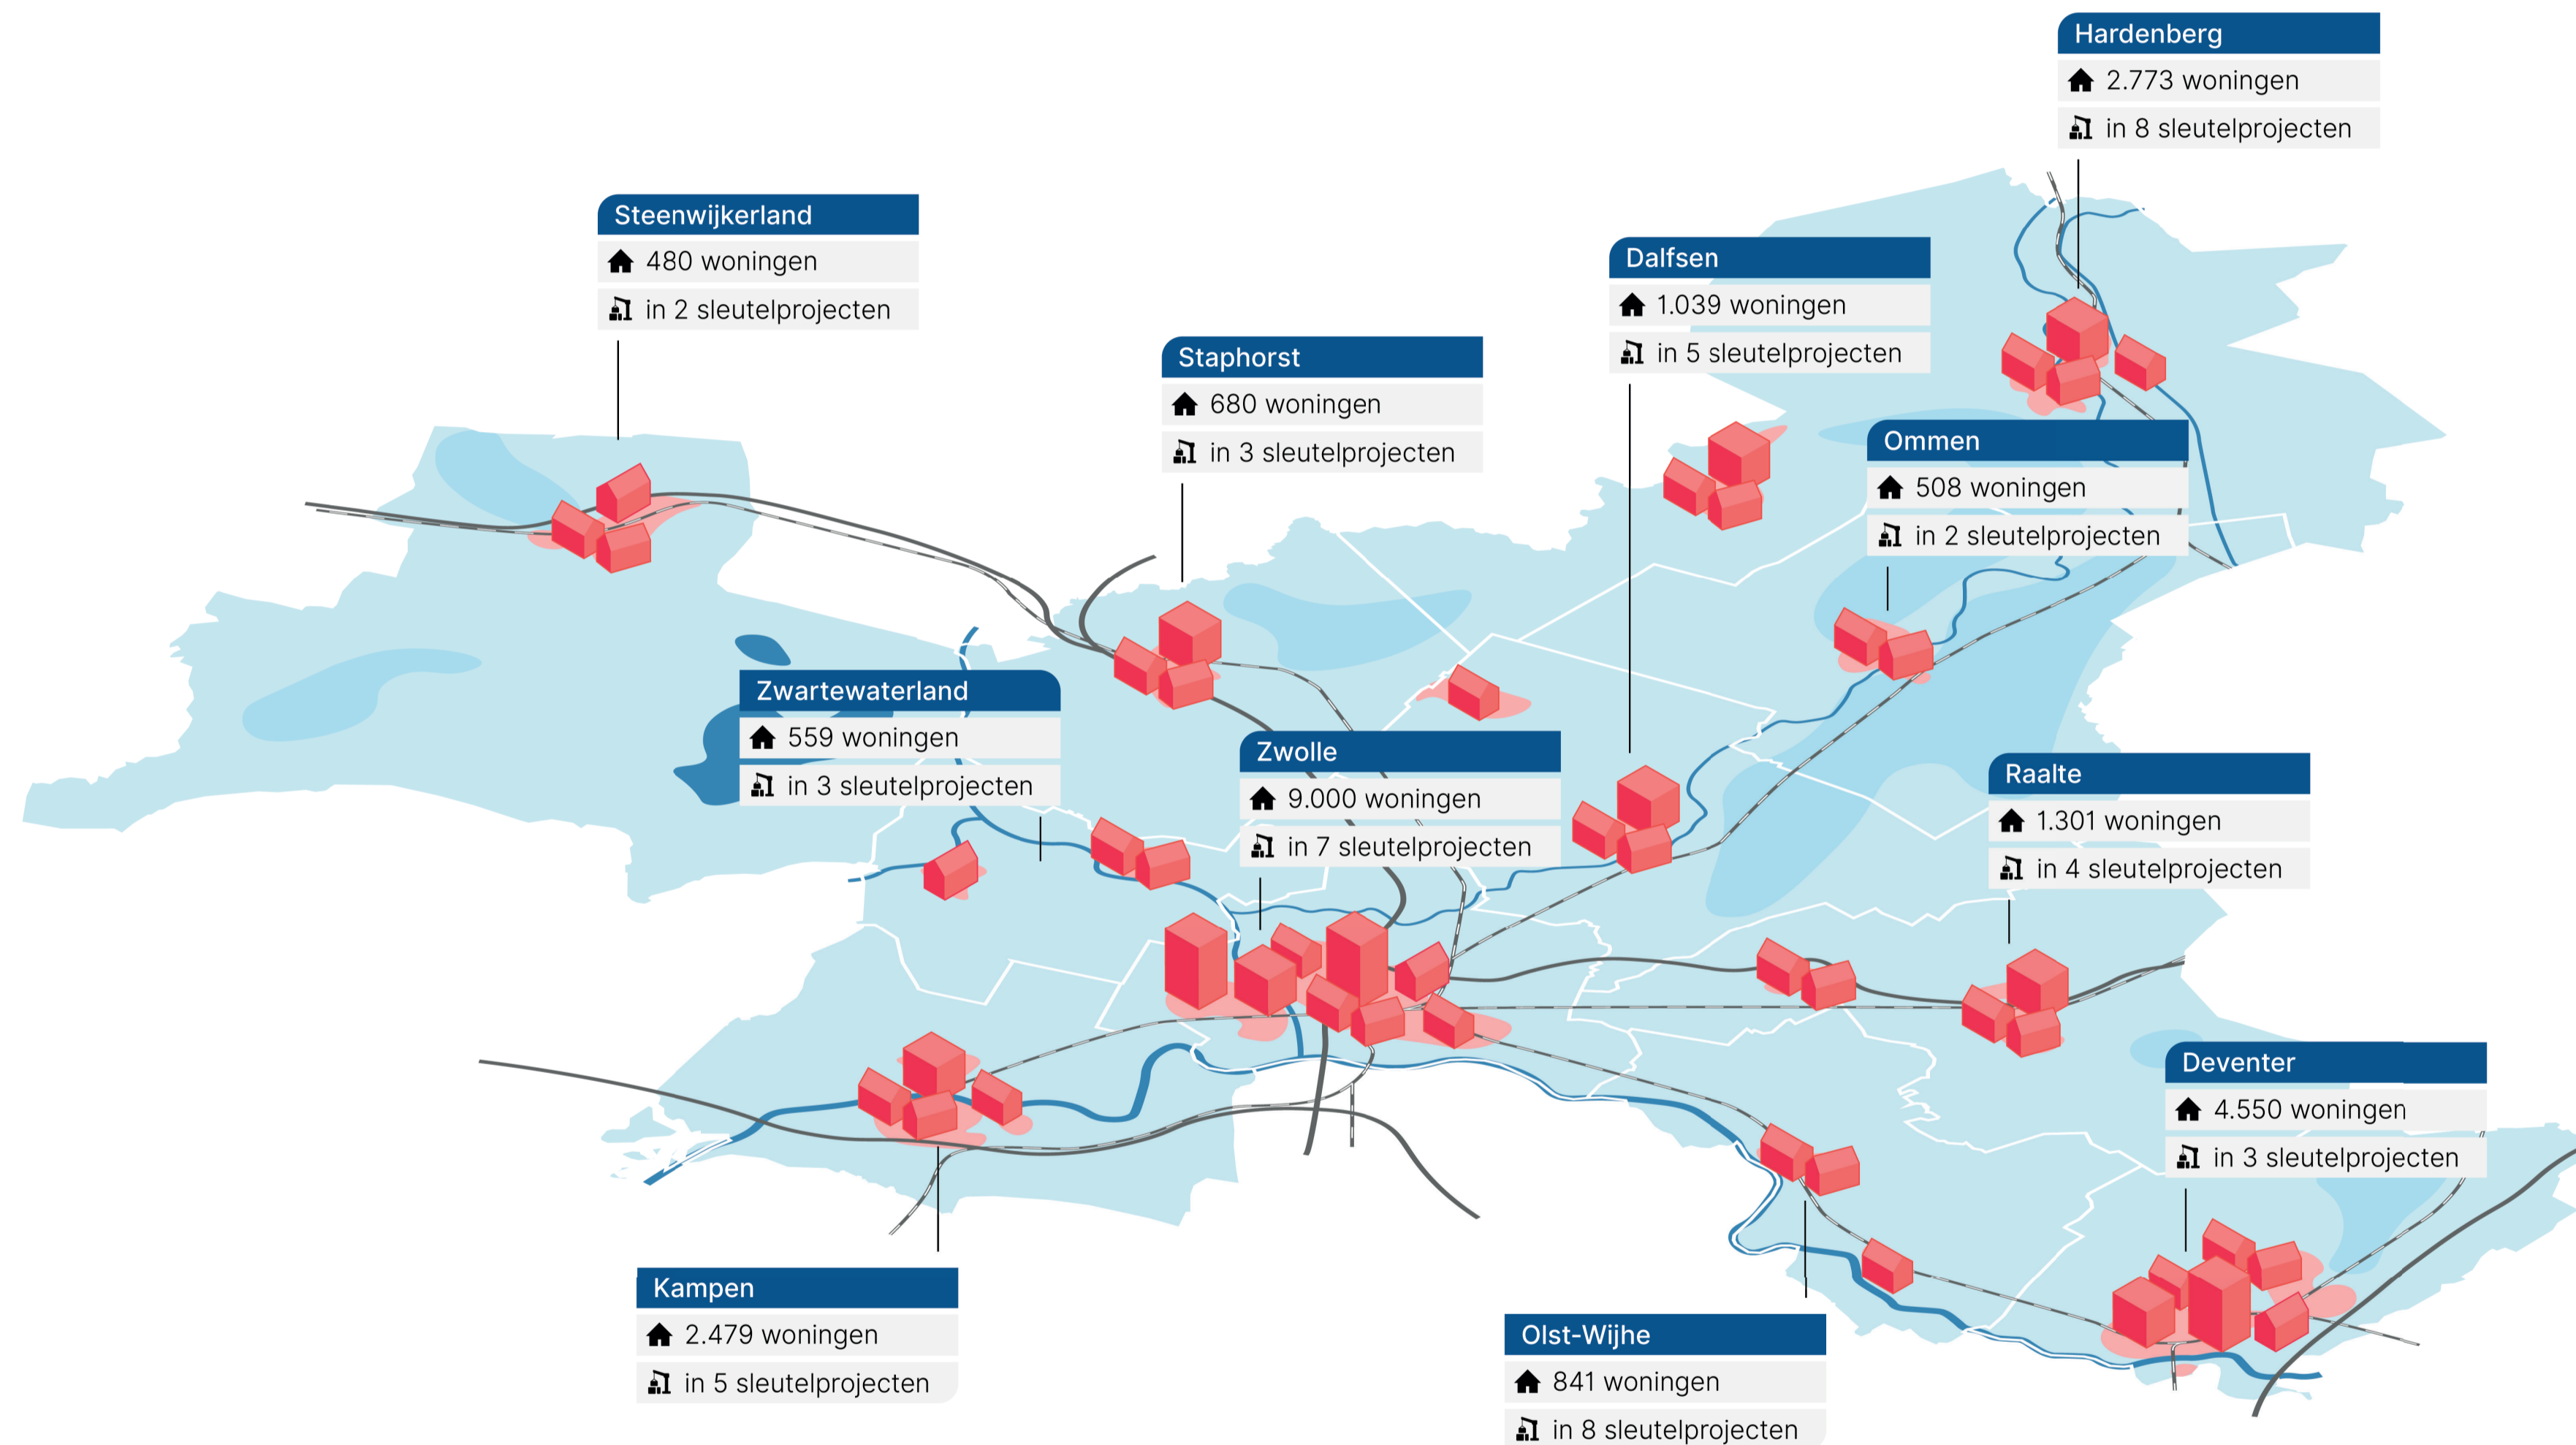 Hardenberg
2.773 woningen
in 8 sleutelprojecten
Steenwijkerland
480 woningen
in 2 sleutelprojecten
Dalfsen
1.039 woningen
in 5 sleutelprojecten
Staphorst
680 woningen
in 3 sleutelprojecten
Ommen
508 woningen
in 2 sleutelprojecten
Zwartewaterland
559 woningen
in 3 sleutelprojecten
Zwolle
9.000 woningen
in 7 sleutelprojecten
Raalte
1.301 woningen
in 4 sleutelprojecten
Deventer
4.550 woningen
in 3 sleutelprojecten
Kampen
2.479 woningen
in 5 sleutelprojecten
Olst-Wijhe
841 woningen
in 8 sleutelprojecten